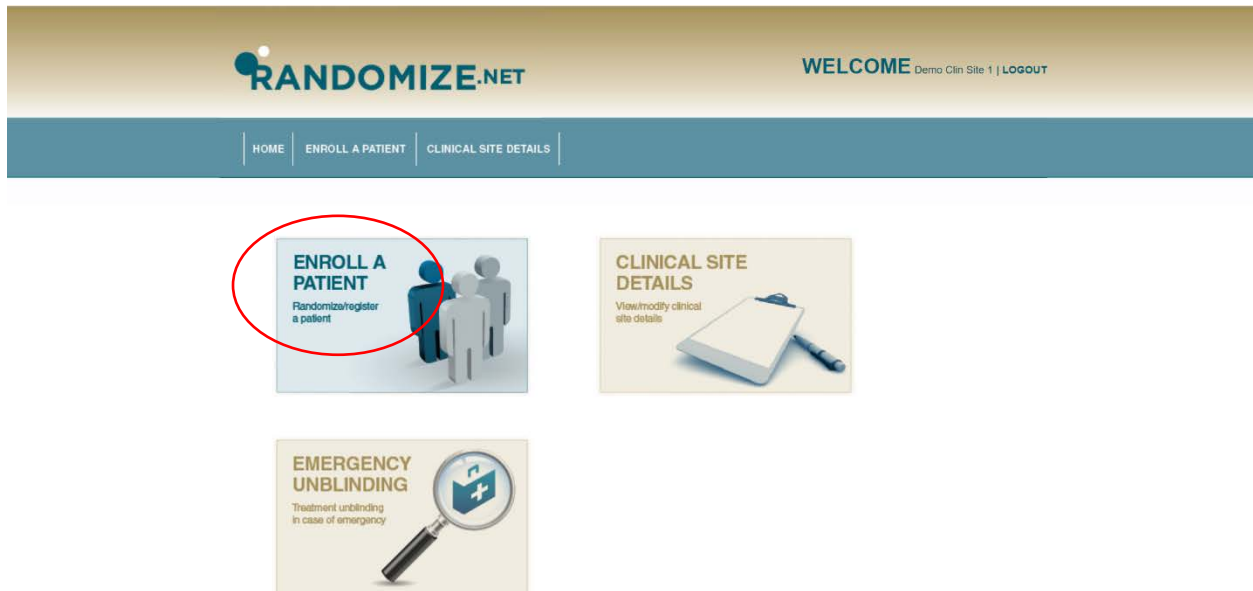 RANDOMIZE.NET
WELCOME Demo Clin Site 1 | LOGOUT
HOME
ENROLL A PATIENT
CLINICAL SITE DETAILS
ENROLL A
PATIENT
Randomize/register
a patient
CLINICAL SITE
DETAILS
View/modify clinical
site details
EMERGENCY
UNBLINDING
Treatment unblinding
in case of emergency